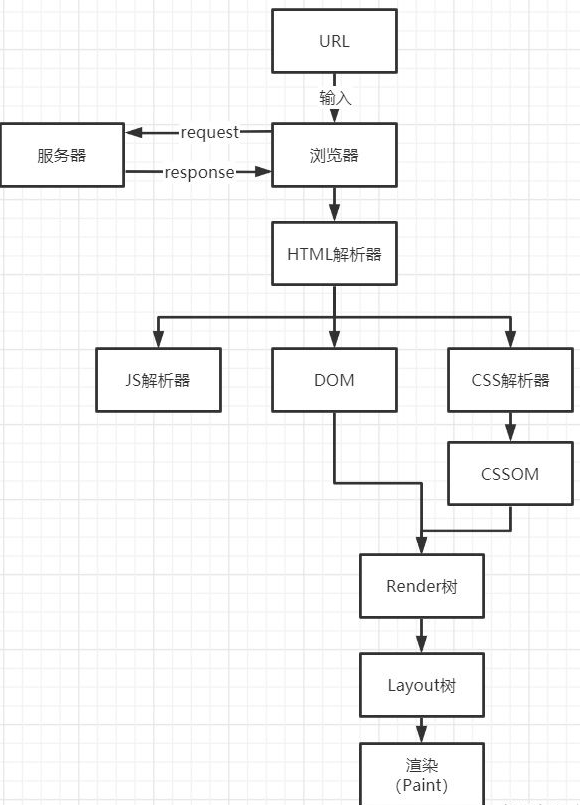 URL
输入
request
服务器
浏览器
response
HTML解析器
JS解析器
DOM
CSS解析器
CSSOM
Render树
Layout树
渲染
（Paint）